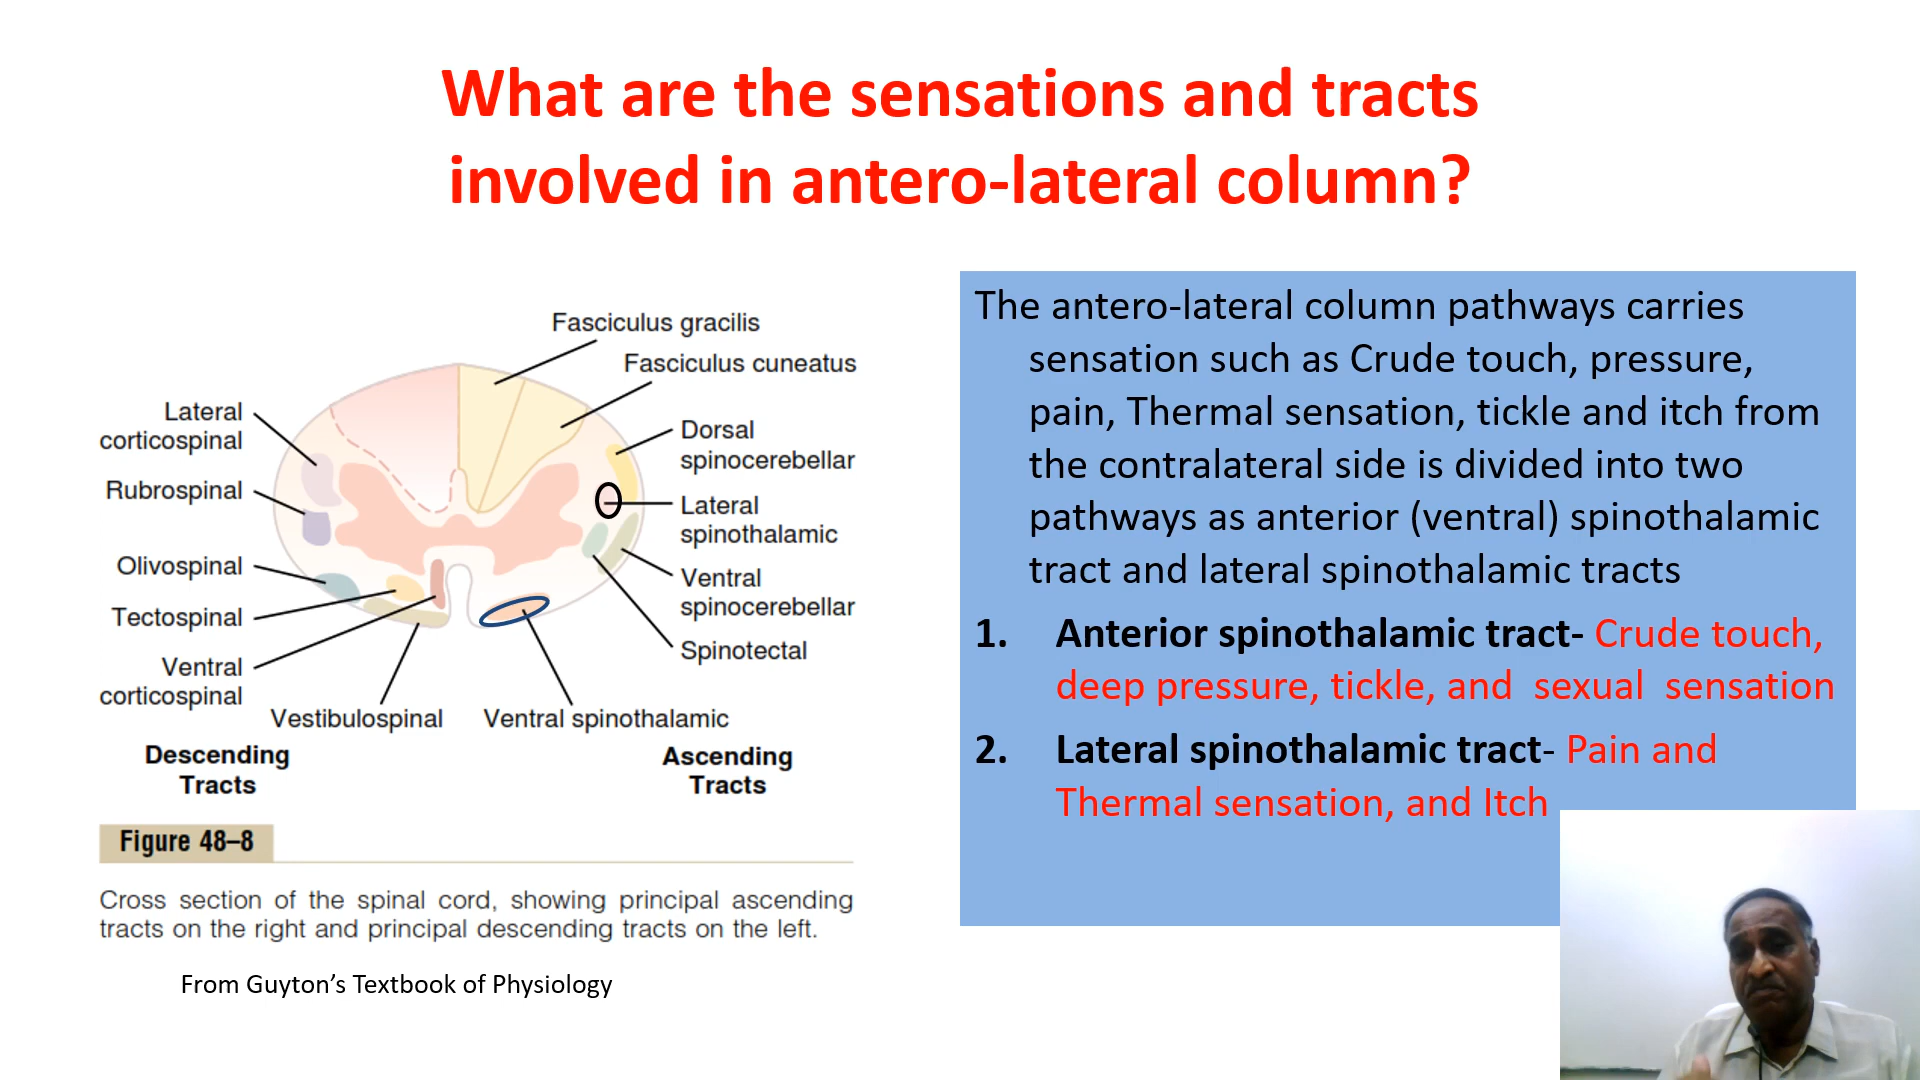 What are the sensations and tracts
involved in antero-lateral column?
Fasciculus gracilis
Fasciculus cuneatus
Lateral
corticospinal
Rubrospinal
Olivospinal
Tectospinal
Ventral
corticospinal
Vestibulospinal
Ventral spinothalamic
Dorsal
spinocerebellar
Lateral
spinothalamic
Ventral
spinocerebellar
Spinotectal
Descending
Tracts
Ascending
Tracts
Figure 48–8
Cross section of the spinal cord, showing principal ascending
tracts on the right and principal descending tracts on the left.
From Guyton’s Textbook of Physiology
The antero-lateral column pathways carries
sensation such as Crude touch, pressure,
pain, Thermal sensation, tickle and itch from
the contralateral side is divided into two
pathways as anterior (ventral) spinothalamic
tract and lateral spinothalamic tracts
1. Anterior spinothalamic tract- Crude touch,
deep pressure, tickle, and sexual sensation
2. Lateral spinothalamic tract- Pain and
Thermal sensation, and Itch